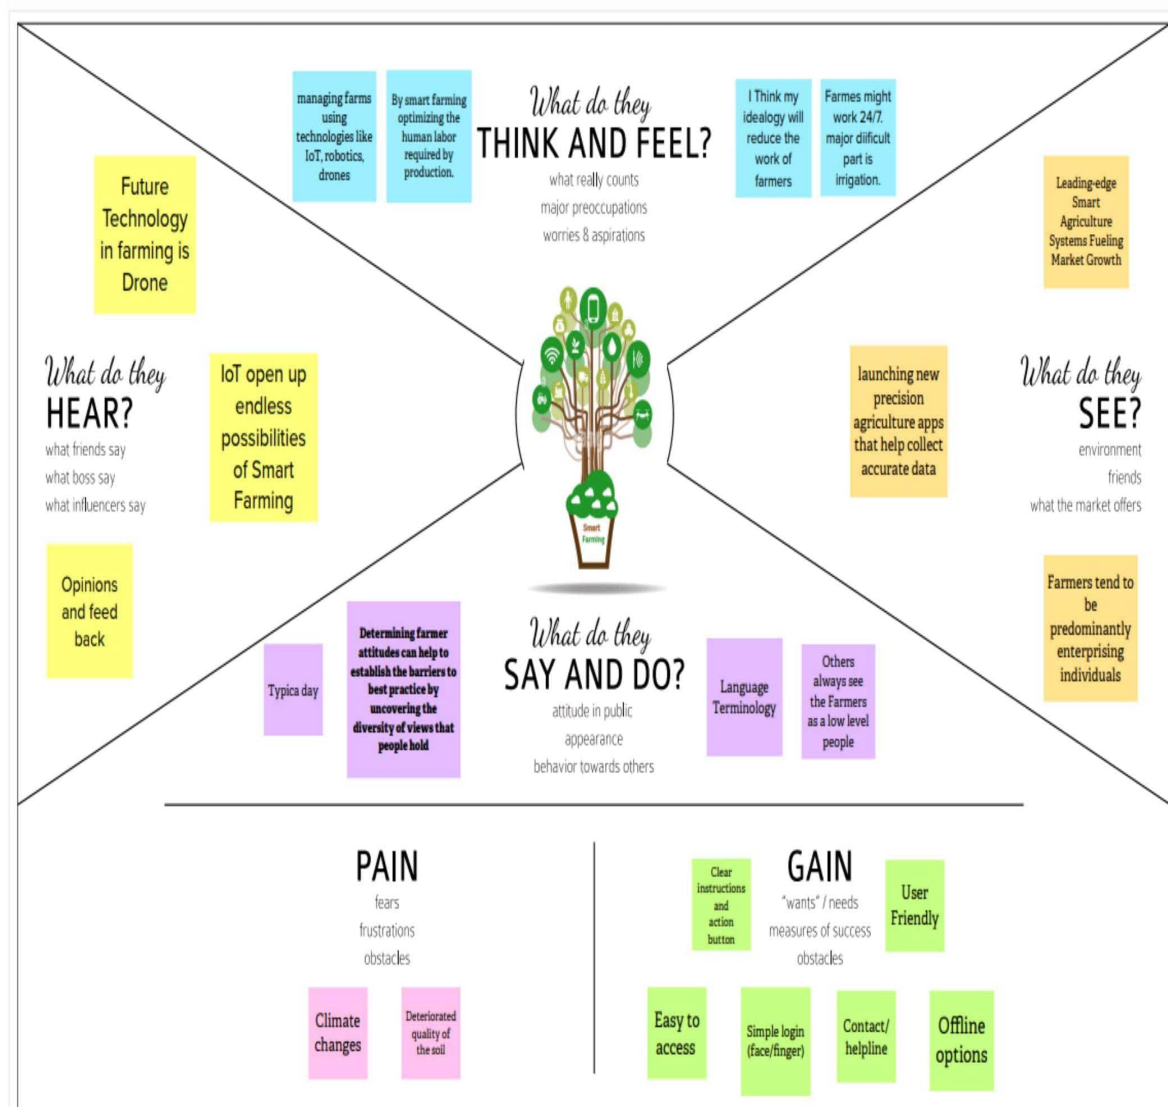 managing farms
using
technologies like
IoT, robotics,
drones
By smart farming
optimizing the
human labor
required by
production.
What do they
THINK AND FEEL?
what really counts
major preoccupations
worries & aspirations
I Think my
idealogy will
reduce the
work of
farmers
Farmes might
work 24/7.
major diificult
part is
irrigation.
Future
Technology
in farming is
Drone
What do they
HEAR?
what friends say
what boss say
what influencers say
IoT open up
endless
possibilities
of Smart
Farming
Opinions
and feed
back
Leading-edge
Smart
Agriculture
Systems Fueling
Market Growth
launching new
precision
agriculture apps
that help collect
accurate data
What do they
SEE?
environment
friends
what the market offers
Farmers tend to
be
predominantly
enterprising
individuals
Smart
Farming
Typica day
Determining farmer
attitudes can help to
establish the barriers to
best practice by
uncovering the
diversity of views that
people hold
What do they
SAY AND DO?
attitude in public
appearance
behavior towards others
Language
Terminology
Others
always see
the Farmers
as a low level
people
PAIN
fears
frustrations
obstacles
Climate
changes
Deteriorated
quality of
the soil
Clear
instructions
and
action
button
GAIN
"wants" / needs
measures of success
obstacles
User
Friendly
Easy to
access
Simple login
(face/finger)
Contact/
helpline
Offline
options